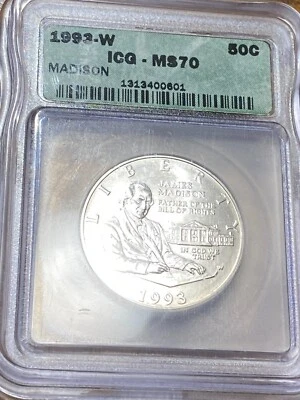 1993-W 50C
ICG - MS70
MADISON
1313400601
LIBERTY
JAMES
MADISON
FATHER OF THE
BILL OF RIGHTS
IN GOD WE
TRUST
1993